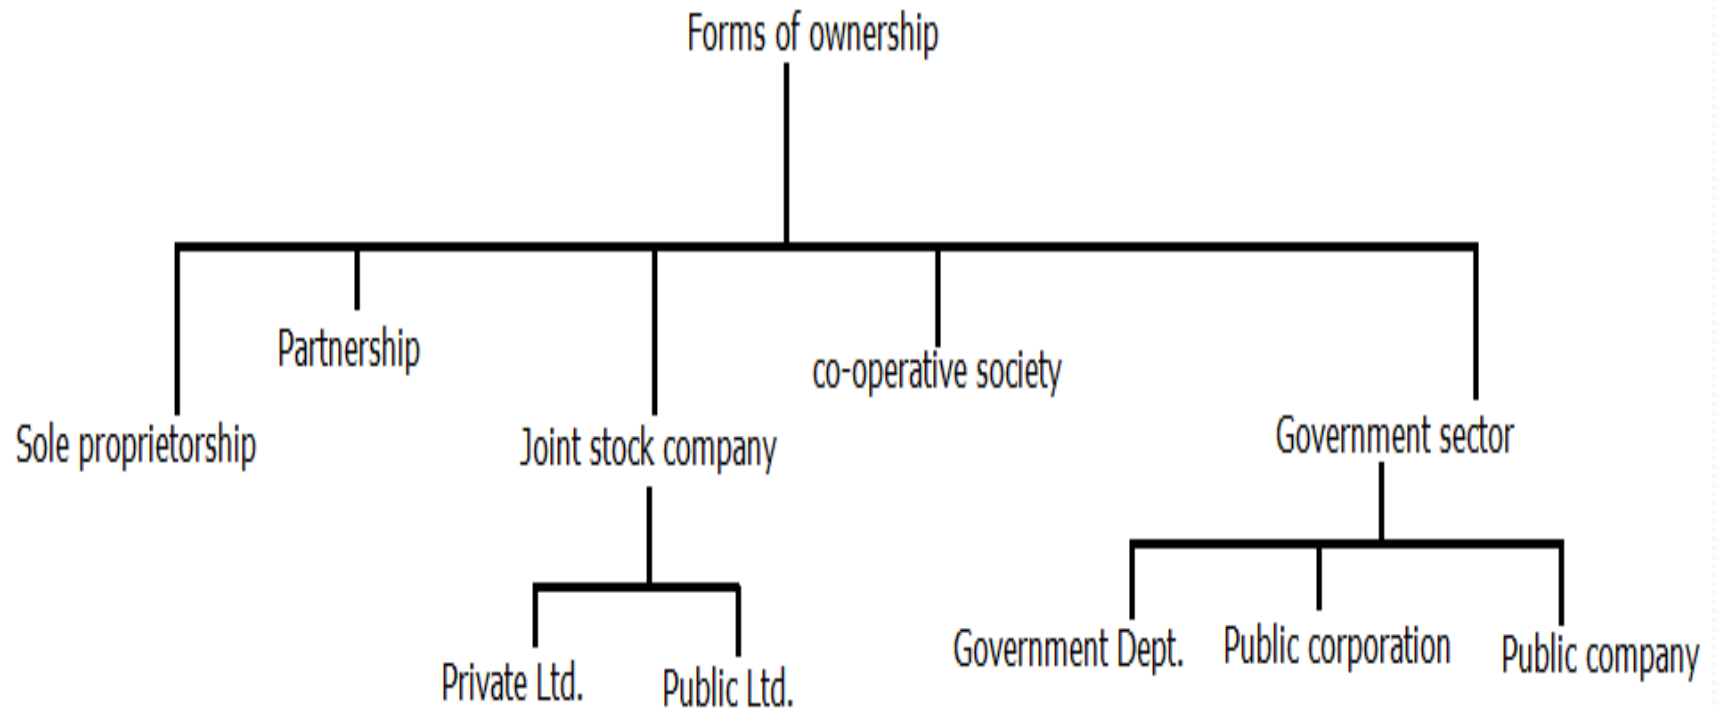 Forms of ownership
Partnership
co-operative society
Sole proprietorship
Joint stock company
Government sector
Private Ltd.
Public Ltd.
Government Dept.
Public corporation
Public company